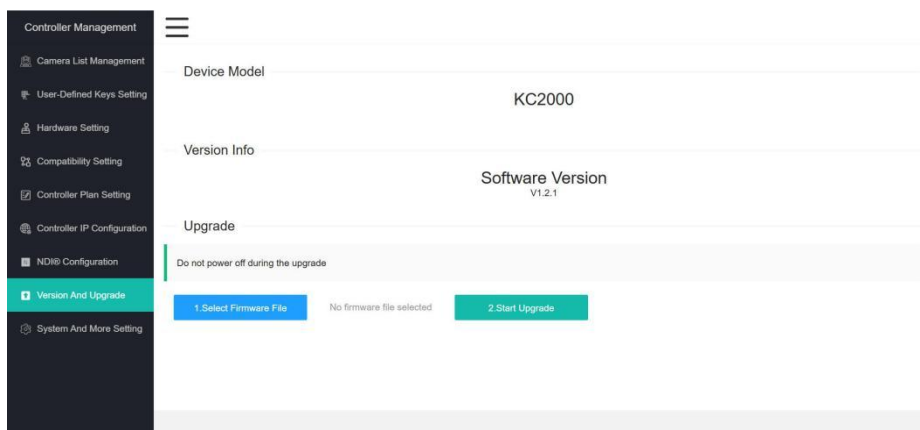 Controller Management
Camera List Management
User-Defined Keys Setting
Hardware Setting
Compatibility Setting
Controller Plan Setting
Controller IP Configuration
NDI® Configuration
Version And Upgrade
System And More Setting
Device Model
KC2000
Version Info
Software Version
V1.2.1
Upgrade
Do not power off during the upgrade
1.Select Firmware File No firmware file selected 2.Start Upgrade